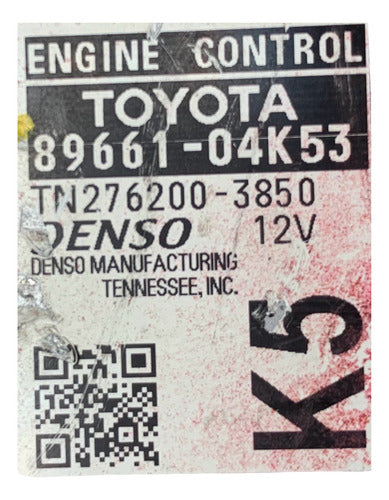 ENGINE CONTROL
TOYOTA
89661-04K53
TN276200-3850
DENSO 12V
DENSO MANUFACTURING
TENNESSEE, INC.
K5